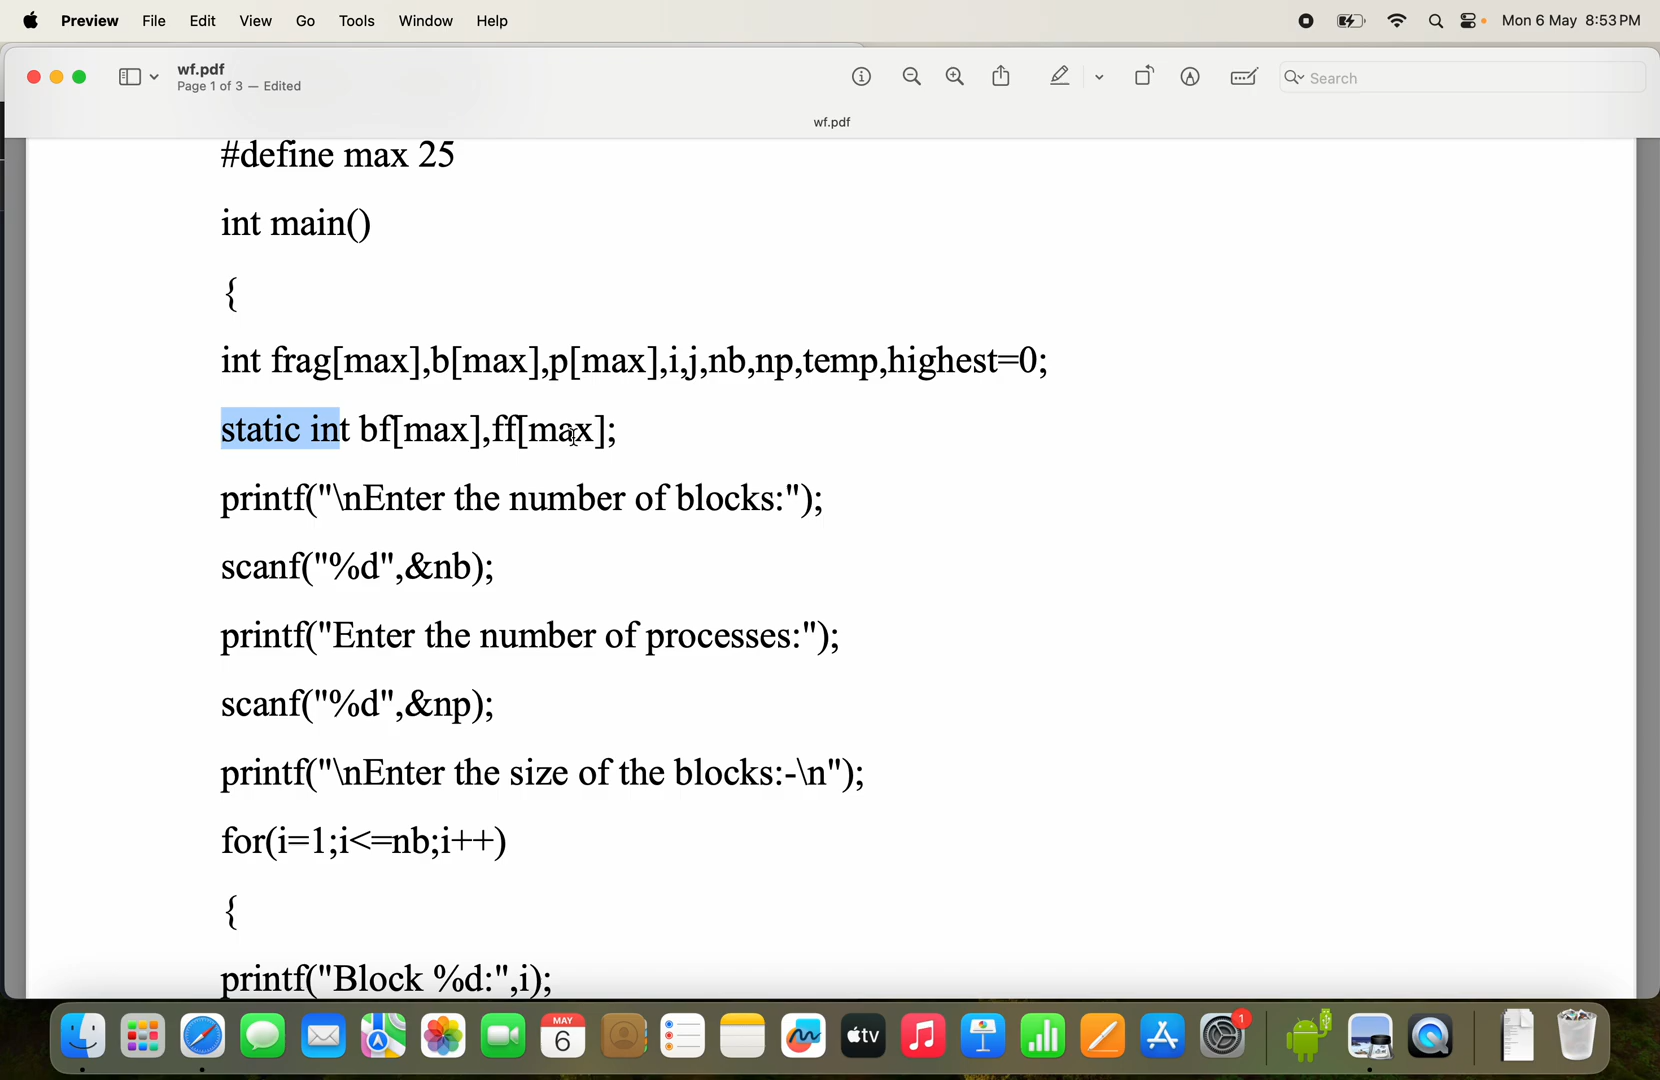 Preview File Edit View Go Tools Window Help Mon 6 May 8:53 PM
wf.pdf
Page 1 of 3 — Edited
Search
wf.pdf
#define max 25
int main()
{
int frag[max],b[max],p[max],i,j,nb,np,temp,highest=0;
static int bf[max],ff[max];
printf("\nEnter the number of blocks:");
scanf("%d",&nb);
printf("Enter the number of processes:");
scanf("%d",&np);
printf("\nEnter the size of the blocks:-\n");
for(i=1;i<=nb;i++)
{
printf("Block %d:",i);
MAY
6
tv
1